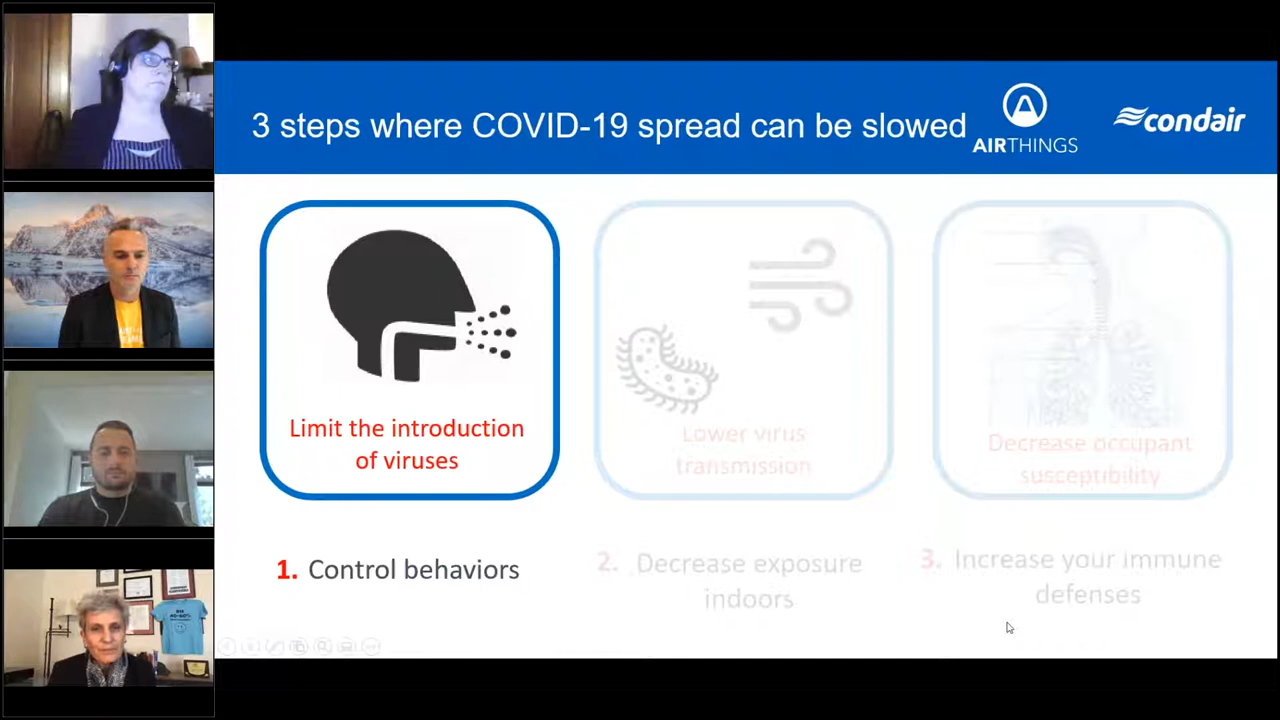 3 steps where COVID-19 spread can be slowed
AIRTHINGS
condair
Limit the introduction
of viruses
Lower virus
transmission
Decrease occupant
susceptibility
1. Control behaviors
2. Decrease exposure
indoors
3. Increase your immune
defenses